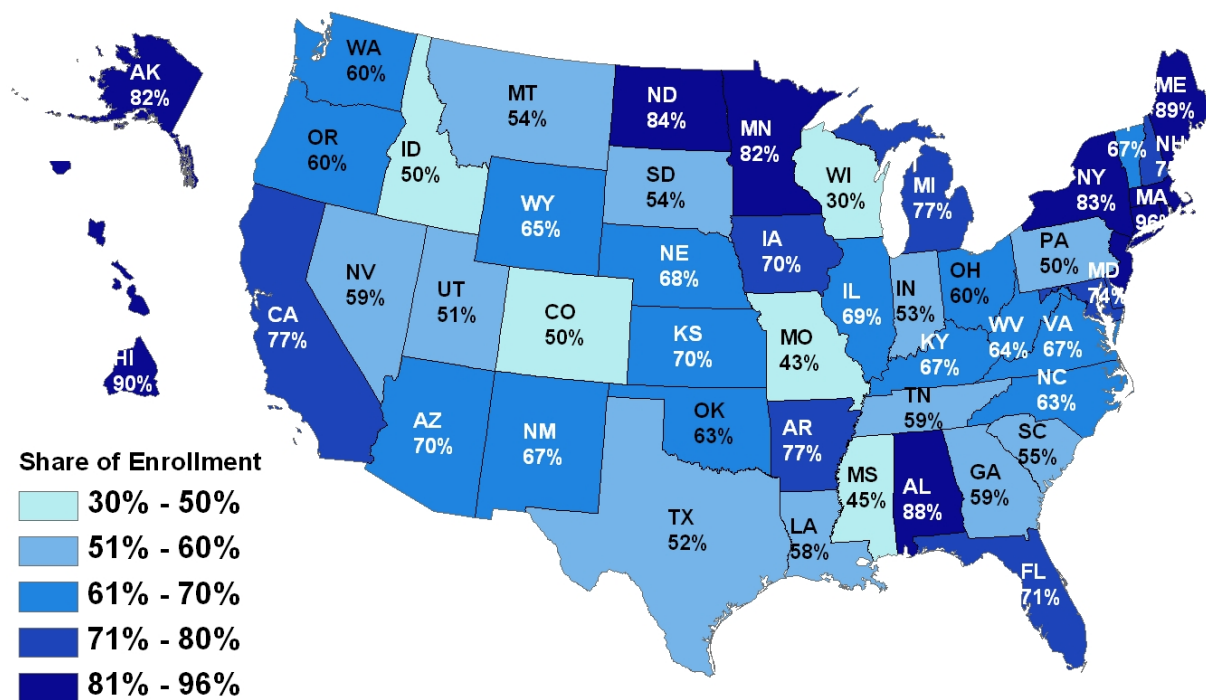 AK
82%
WA
60%
MT
54%
ND
84%
MN
82%
ME
89%
OR
60%
ID
50%
SD
54%
WI
30%
MI
77%
67%
NH
NY
83%
MA
96%
WY
65%
IA
70%
PA
50%
NE
68%
NV
59%
UT
51%
CO
50%
IL
69%
IN
53%
OH
60%
MD
74%
CA
77%
KS
70%
MO
43%
KY
67%
WV
64%
VA
67%
HI
90%
AZ
70%
NM
67%
OK
63%
AR
77%
TN
59%
NC
63%
SC
55%
MS
45%
AL
88%
GA
59%
TX
52%
LA
58%
FL
71%
Share of Enrollment
30% - 50%
51% - 60%
61% - 70%
71% - 80%
81% - 96%